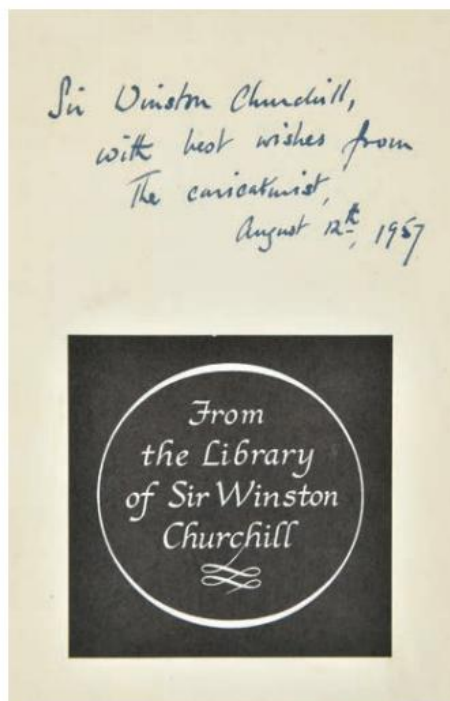 Sir Winston Churchill,
with best wishes from
The caricaturist,
August 12th, 1957
From
the Library
of Sir Winston
Churchill